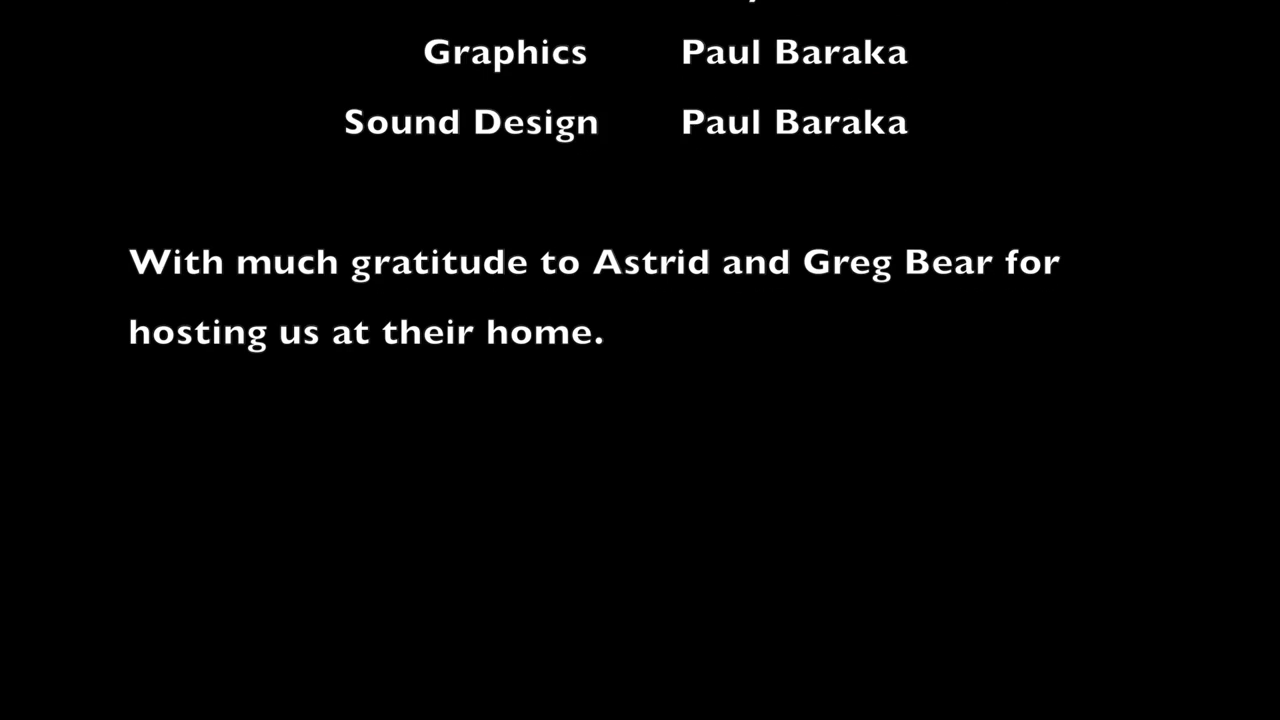 Graphics Paul Baraka
Sound Design Paul Baraka
With much gratitude to Astrid and Greg Bear for
hosting us at their home.